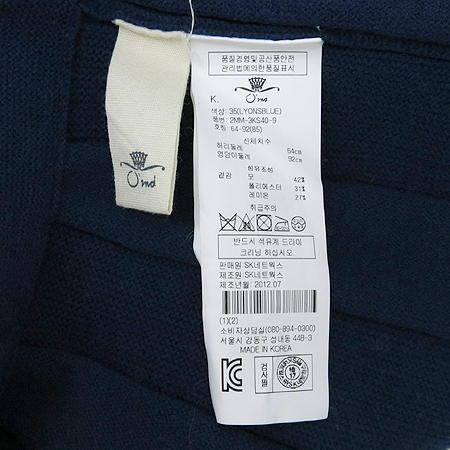 품질경영및공산품안전
관리법에의한품질표시
K.
O'nd
색상: 35(LYONSBLUE)
품번: 2MM-3KS40-9
호칭: 64-92(85)
신체치수
허리둘레 64cm
엉덩이둘레 92cm
섬유조성
겉감 모 42%
폴리에스터 31%
레이온 27%
취급주의
반드시 석유계 드라이
크리닝 하십시오.
판매원:SK네트웍스
제조원:SK네트웍스
제조년월:2012.07
(1)(2)
소비자상담실(080-894-0300)
서울시 강동구 성내동 448-3
MADE IN KOREA
검사필
O'nd